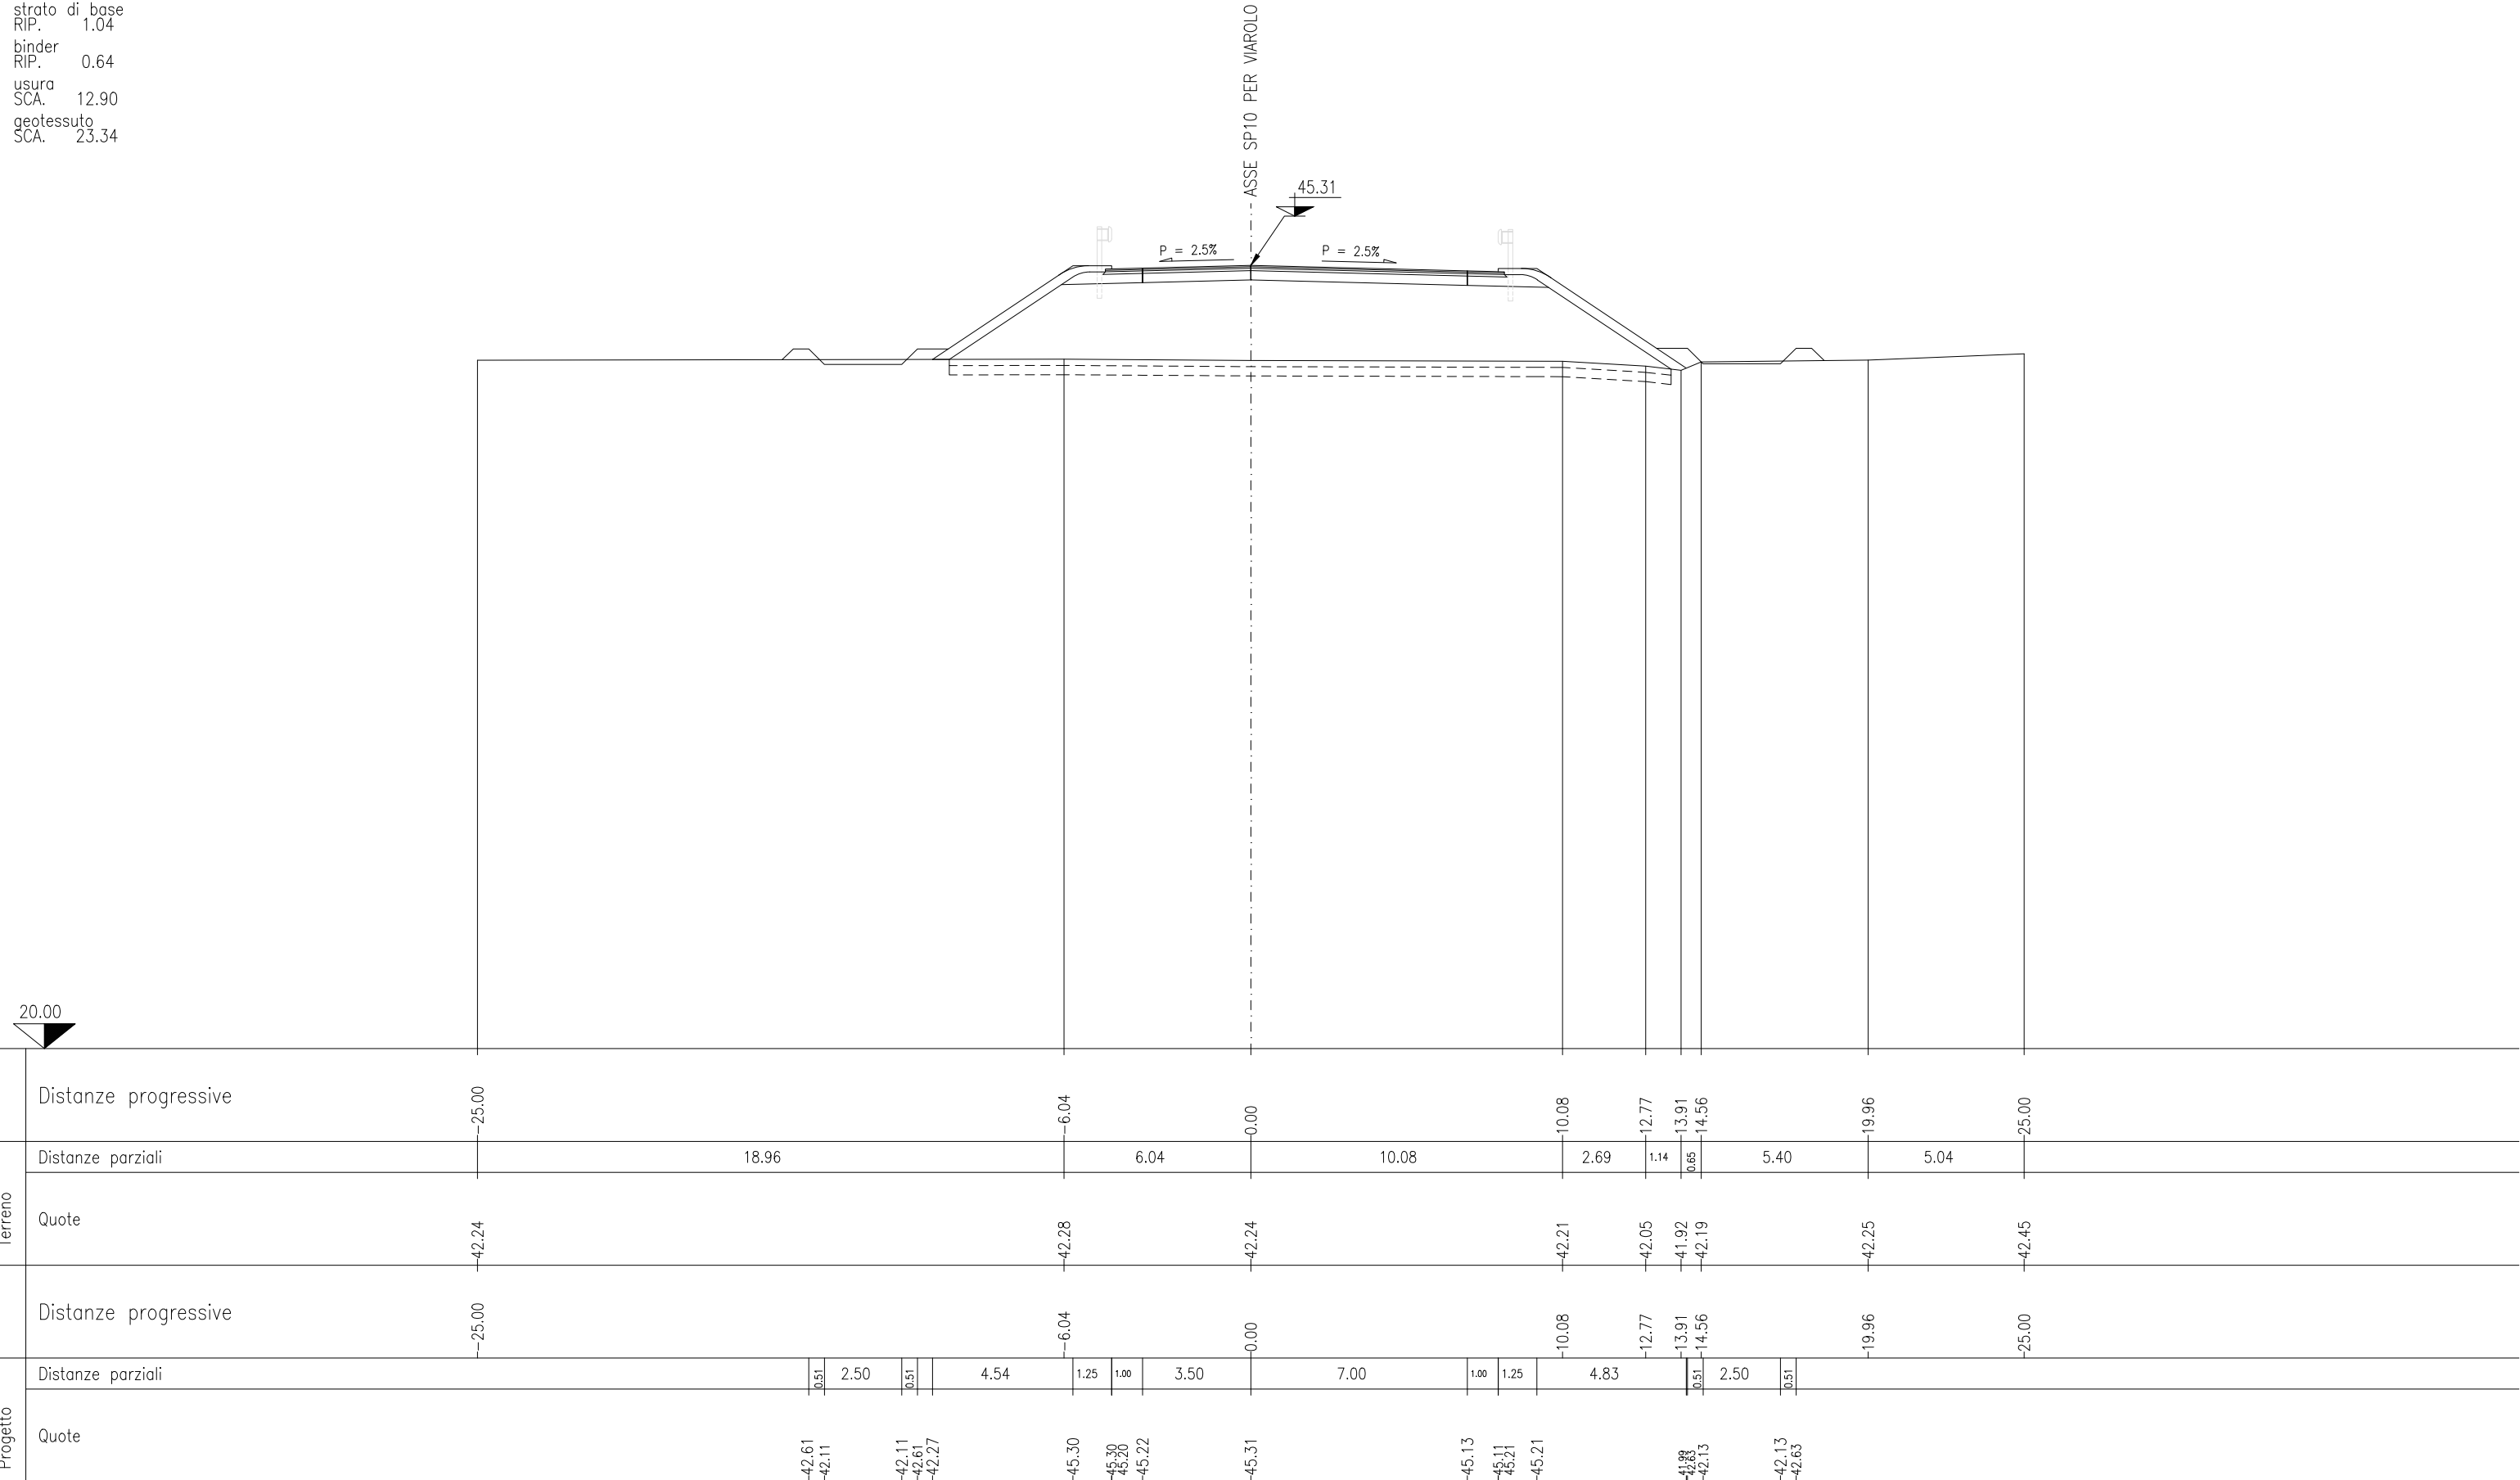 strato di base
RIP. 1.04
binder
RIP. 0.64
usura
SCA. 12.90
geotessuto
SCA. 23.34
ASSE SP10 PER VIAROLO
45.31
P = 2.5%
P = 2.5%
20.00
Distanze progressive
-25.00 -6.04 0.00 10.08 12.77 13.91 14.56 19.96 25.00
Terreno
Distanze parziali
18.96 6.04 10.08 2.69 1.14 0.65 5.40 5.04
Quote
42.24 42.28 42.24 42.21 42.05 41.92 42.19 42.25 42.45
Distanze progressive
-25.00 -6.04 0.00 10.08 12.77 13.91 14.56 19.96 25.00
Progetto
Distanze parziali
0.51 2.50 0.51 4.54 1.25 1.00 3.50 7.00 1.00 1.25 4.83 0.51 2.50 0.51
Quote
42.61 42.11 42.11 42.61 42.27 45.30 45.30 45.20 45.22 45.31 45.13 45.11 45.21 45.21 41.99 42.63 42.13 42.13 42.63